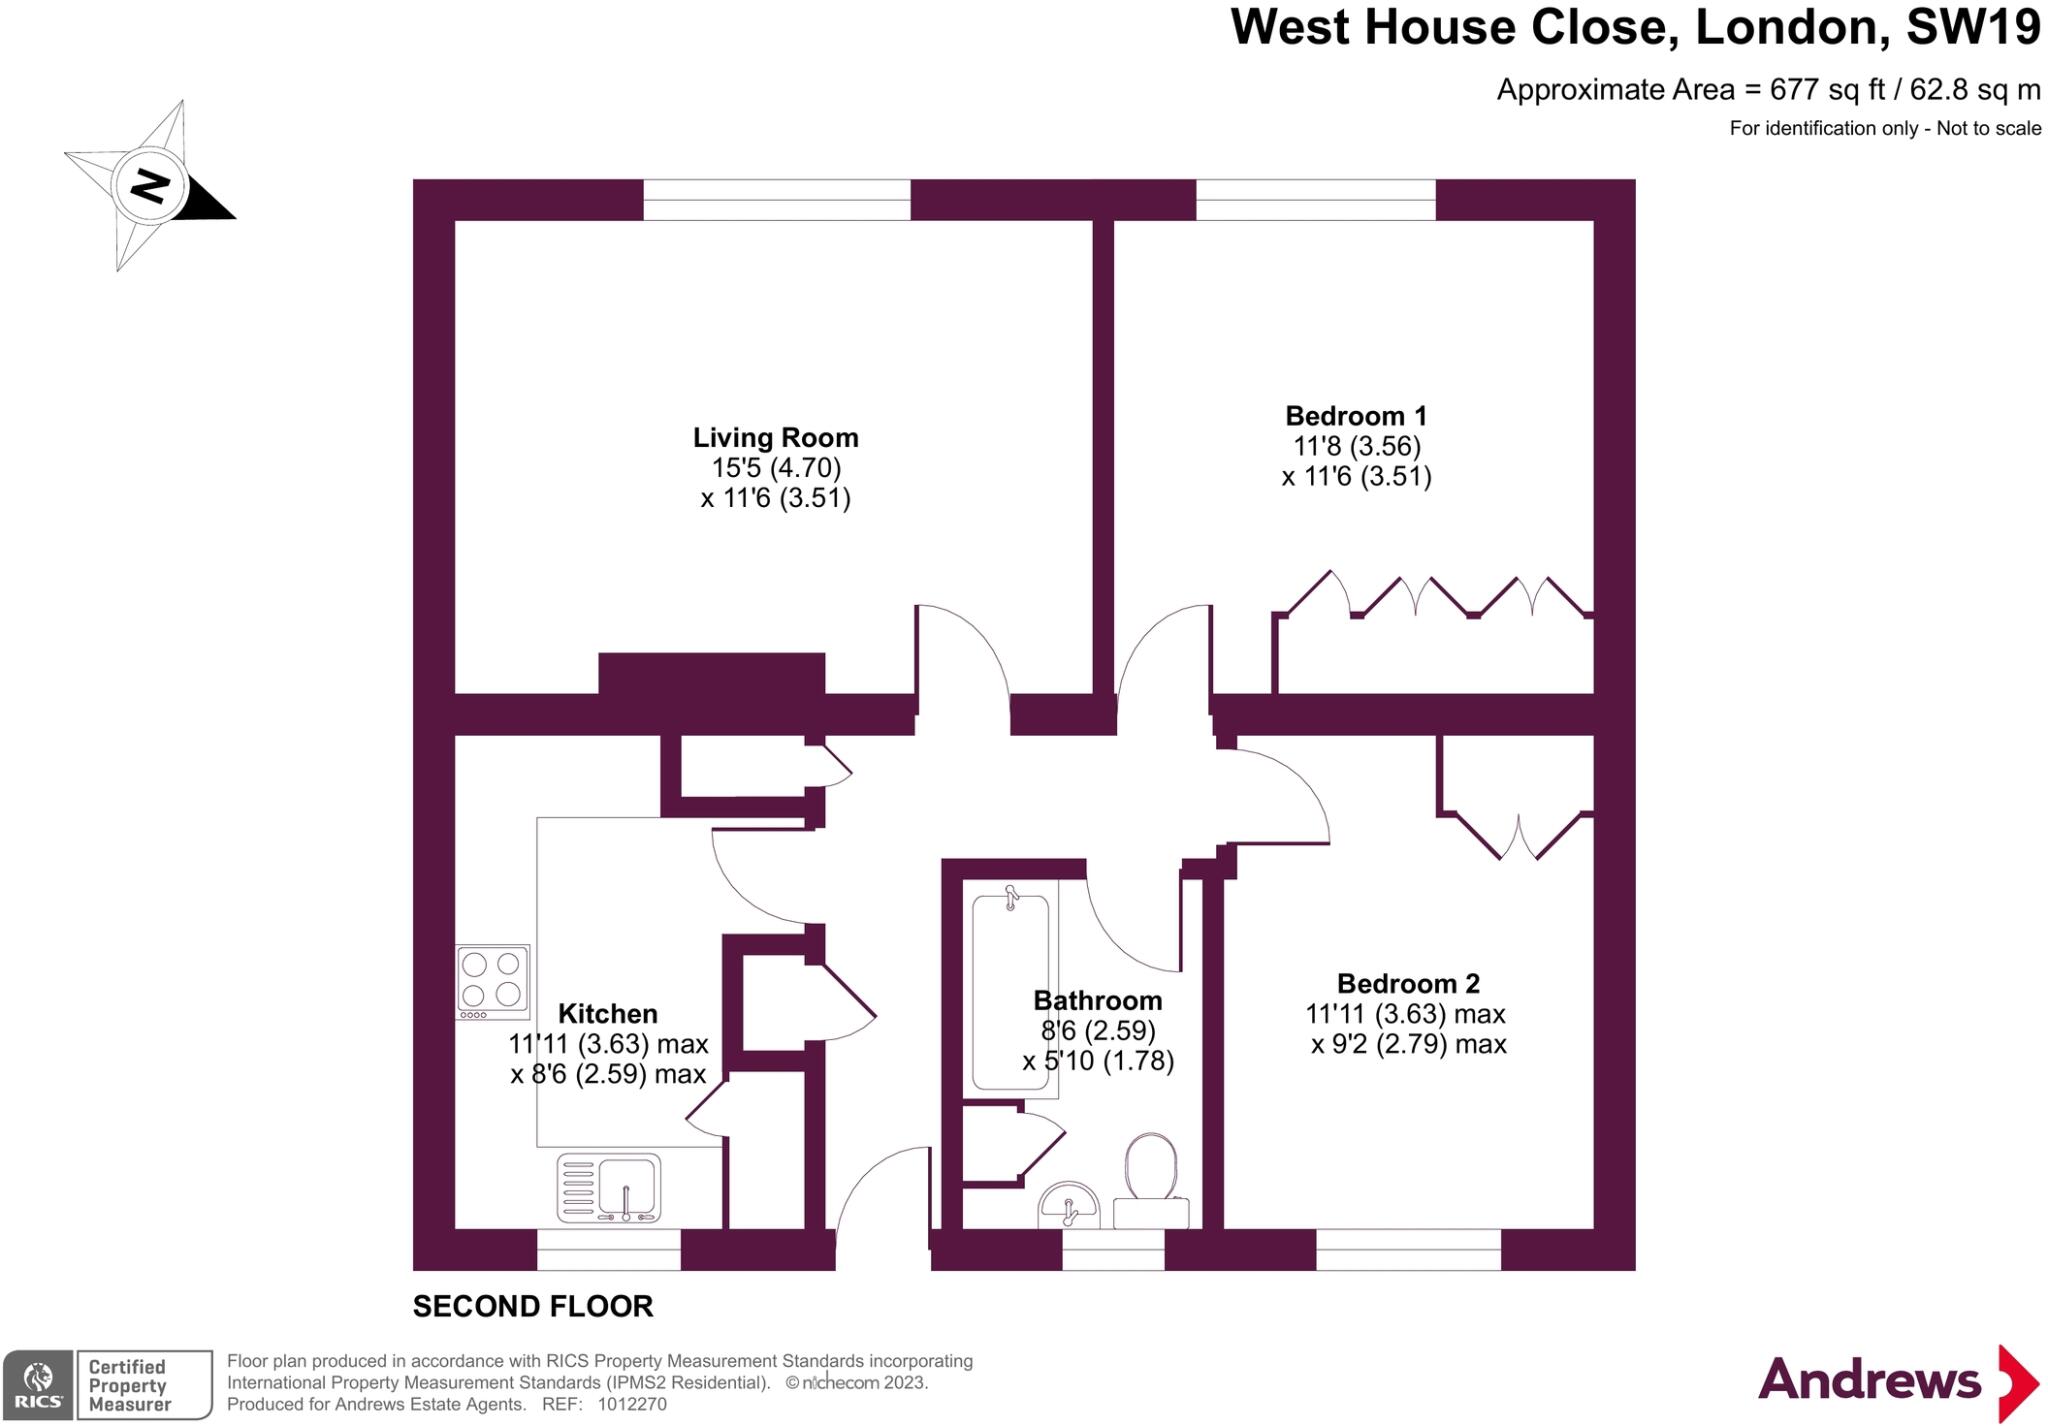 West House Close, London, SW19
Approximate Area = 677 sq ft / 62.8 sq m
For identification only - Not to scale
N
Living Room
15'5 (4.70)
x 11'6 (3.51)
Bedroom 1
11'8 (3.56)
x 11'6 (3.51)
Kitchen
11'11 (3.63) max
x 8'6 (2.59) max
Bathroom
8'6 (2.59)
x 5'10 (1.78)
Bedroom 2
11'11 (3.63) max
x 9'2 (2.79) max
SECOND FLOOR
RICS
Certified
Property
Measurer
Floor plan produced in accordance with RICS Property Measurement Standards incorporating
International Property Measurement Standards (IPMS2 Residential). © nichecom 2023.
Produced for Andrews Estate Agents. REF: 1012270
Andrews